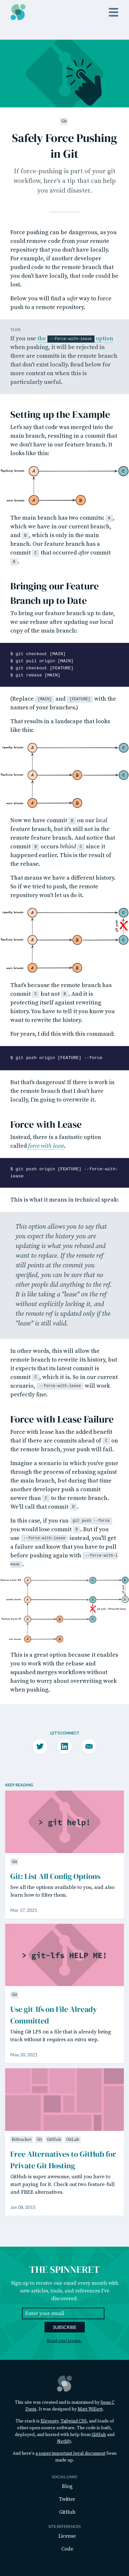 Git
Safely Force Pushing
in Git
If force-pushing is part of your git
workflow, here's a tip that can help
you avoid disaster.
Force pushing can be dangerous, as you
could remove code from your remote
repository that you don't have locally.
For example, if another developer
pushed code to the remote branch that
you don't have locally, that code could be
lost.
Below you will find a safer way to force
push to a remote repository.
TL;DR
If you use the --force-with-lease option
when pushing, it will be rejected in
there are commits in the remote branch
that don't exist locally. Read below for
more context on when this is
particularly useful.
Setting up the Example
Let's say that code was merged into the
main branch, resulting in a commit that
we don't have in our feature branch. It
looks like this:
feature branch A C
main branch A B
The main branch has two commits: A ,
which we have in our current branch,
and B , which is only in the main
branch. Our feature branch has a
commit C that occurred after commit
B .
Bringing our Feature
Branch up to Date
To bring our feature branch up to date,
we use rebase after updating our local
copy of the main branch:
$ git checkout [MAIN]
$ git pull origin [MAIN]
$ git checkout [FEATURE]
$ git rebase [MAIN]
(Replace [MAIN] and [FEATURE] with the
names of your branches.)
That results in a landscape that looks
like this:
A C
feature branch A B C
main branch A B
Now we have commit B on our local
feature branch, but it's still not in the
remote feature branch. And notice that
commit B occurs behind C since it
happened earlier. This is the result of
the rebase.
That means we have a different history.
So if we tried to push, the remote
repository won't let us do it.
A C
feature branch A B C
main branch A B
That's because the remote branch has
commit C but not B . And it is
protecting itself against rewriting
history. You have to tell it you know you
want to rewrite the history.
For years, I did this with this command:
$ git push origin [FEATURE] --force
But that's dangerous! If there is work in
the remote branch that I don't have
locally, I'm going to overwrite it.
Force with Lease
Instead, there is a fantastic option
called force with lease.
$ git push origin [FEATURE] --force-with-
lease
This is what it means in technical speak:
This option allows you to say
that you expect the history you are
updating is what you rebased and
want to replace. If the remote ref
still points at the commit you
specified, you can be sure that no
other people did anything to the ref.
It is like taking a "lease" on the ref
without explicitly locking it, and
the remote ref is updated only if the
"lease" is still valid.
In other words, this will allow the
remote branch to rewrite its history, but
it expects that its latest commit in
commit C , which it is. So in our current
scenario, --force-with-lease will work
perfectly fine.
Force with Lease Failure
Force with lease has the added benefit
that if there are commits ahead of C on
the remote branch, your push will fail.
Imagine a scenario in which you've gone
through this process of rebasing against
the main branch, but during that time
another developer pushed a commit
newer than C to the remote branch.
We'll call that commit D .
In this case, if you ran git push --force
you would lose commit D . But if you
use --force-with-lease instead, you'll get
a failure and know that you need to pull
before pushing again with --force-with-l
ease .
This is a great approach if enables
teams to work with the rebase and
squashed merges workflows without
having to worry about overwriting work
when pushing.
LET'S CONNECT
KEEP READING
> git help!
Git
Git: List All Config Options
See all the options available to you, and also
learn how to filter them.
Mar 17, 2021
> git-lfs HELP ME!
Git
Use git-lfs on File Already
Committed
Using Git LFS on a file that is already being
track without it requires an extra step.
May 20, 2021
Bitbucket Git GitHub GitLab
Free Alternatives to GitHub for
Private Git Hosting
GitHub is super awesome, until you have to
start paying for it. Check out two feature-full
and FREE alternatives.
Jan 08, 2015
THE SPINNERET
Sign up to receive one email every month with
new articles, tools, and references I've
discovered.
Enter your email
SUBSCRIBE
Read past issues.
This site was created and is maintained by Sean C
Davis. It was designed by Matt Willett.
The stack is Eleventy, Tailwind CSS, and loads of other
open source software. The code is built,
deployed, and hosted with love from GitHub and
Netlify.
And here's a super important legal document Sean
made up.
SOCIAL LINKS
Blog
Twitter
GitHub
SITE REFERENCES
License
Code